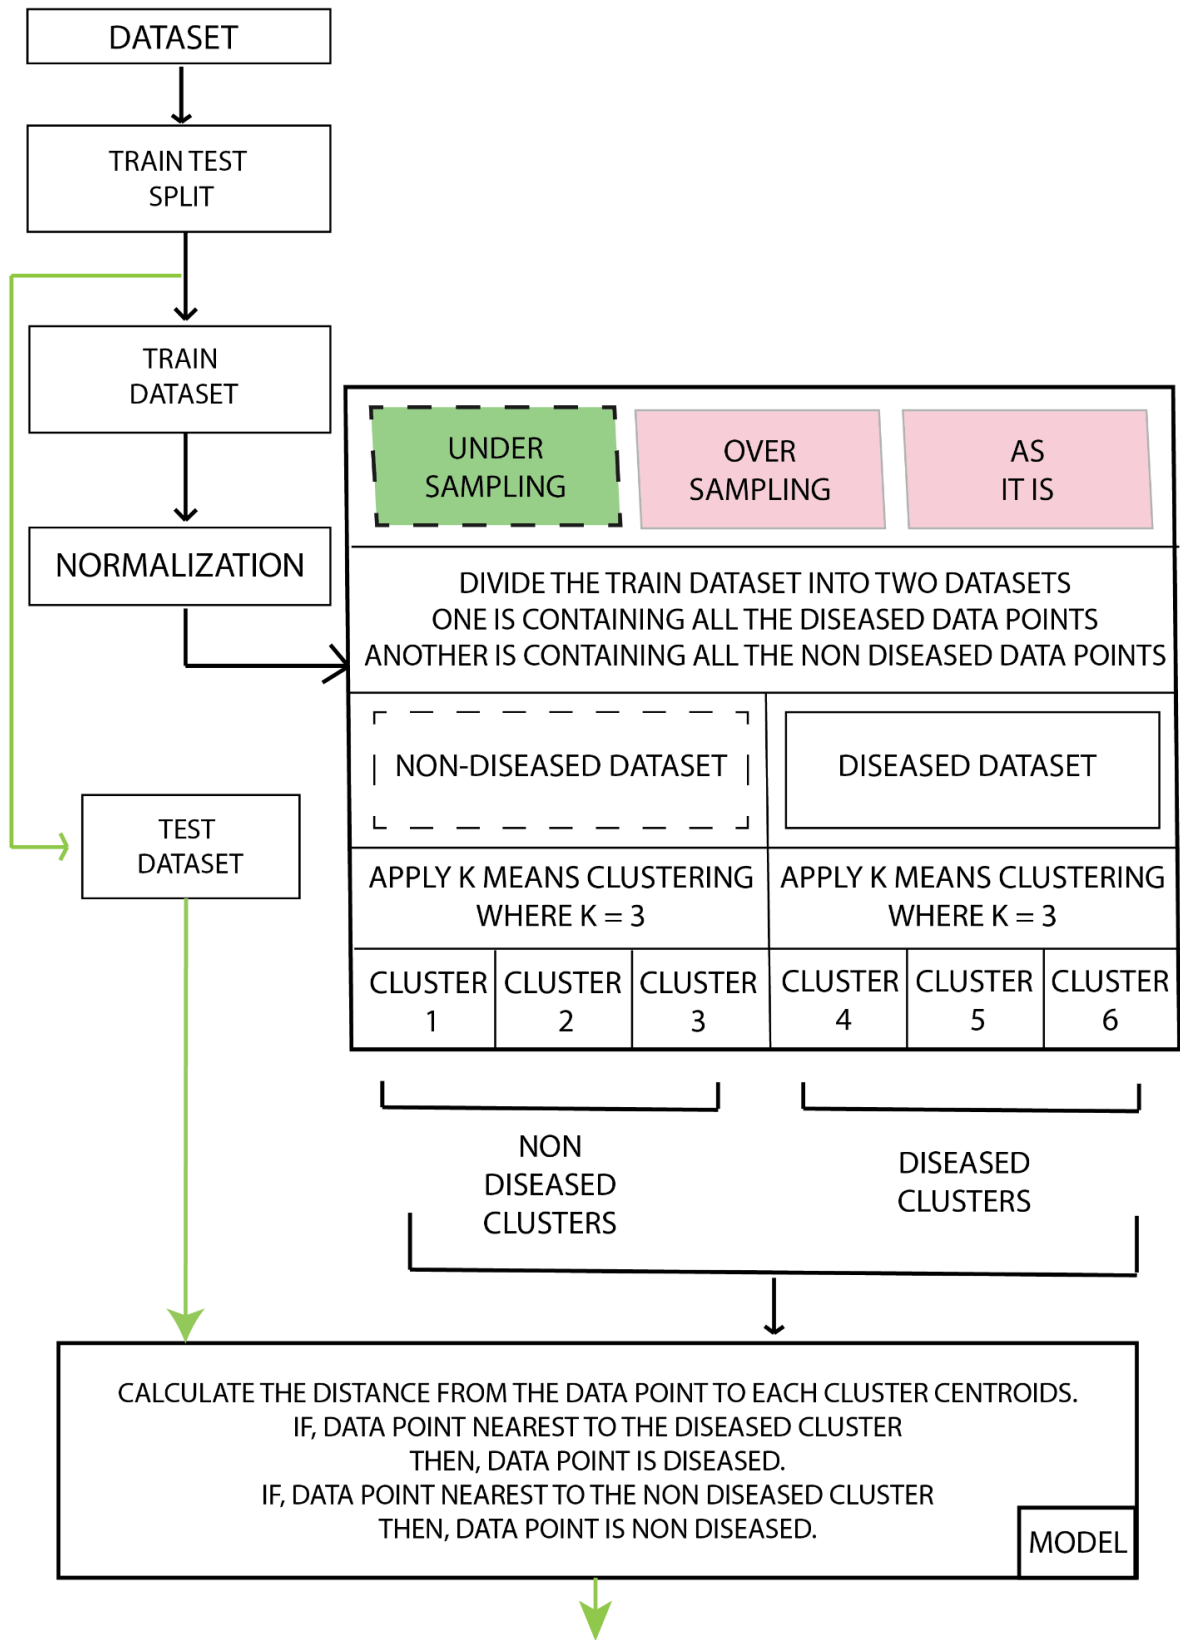 DATASET
TRAIN TEST
SPLIT
TRAIN
DATASET
NORMALIZATION
UNDER
SAMPLING
OVER
SAMPLING
AS
IT IS
DIVIDE THE TRAIN DATASET INTO TWO DATASETS
ONE IS CONTAINING ALL THE DISEASED DATA POINTS
ANOTHER IS CONTAINING ALL THE NON DISEASED DATA POINTS
NON-DISEASED DATASET
DISEASED DATASET
TEST
DATASET
APPLY K MEANS CLUSTERING
WHERE K = 3
APPLY K MEANS CLUSTERING
WHERE K = 3
CLUSTER
1
CLUSTER
2
CLUSTER
3
CLUSTER
4
CLUSTER
5
CLUSTER
6
NON
DISEASED
CLUSTERS
DISEASED
CLUSTERS
CALCULATE THE DISTANCE FROM THE DATA POINT TO EACH CLUSTER CENTROIDS.
IF, DATA POINT NEAREST TO THE DISEASED CLUSTER
THEN, DATA POINT IS DISEASED.
IF, DATA POINT NEAREST TO THE NON DISEASED CLUSTER
THEN, DATA POINT IS NON DISEASED.
MODEL